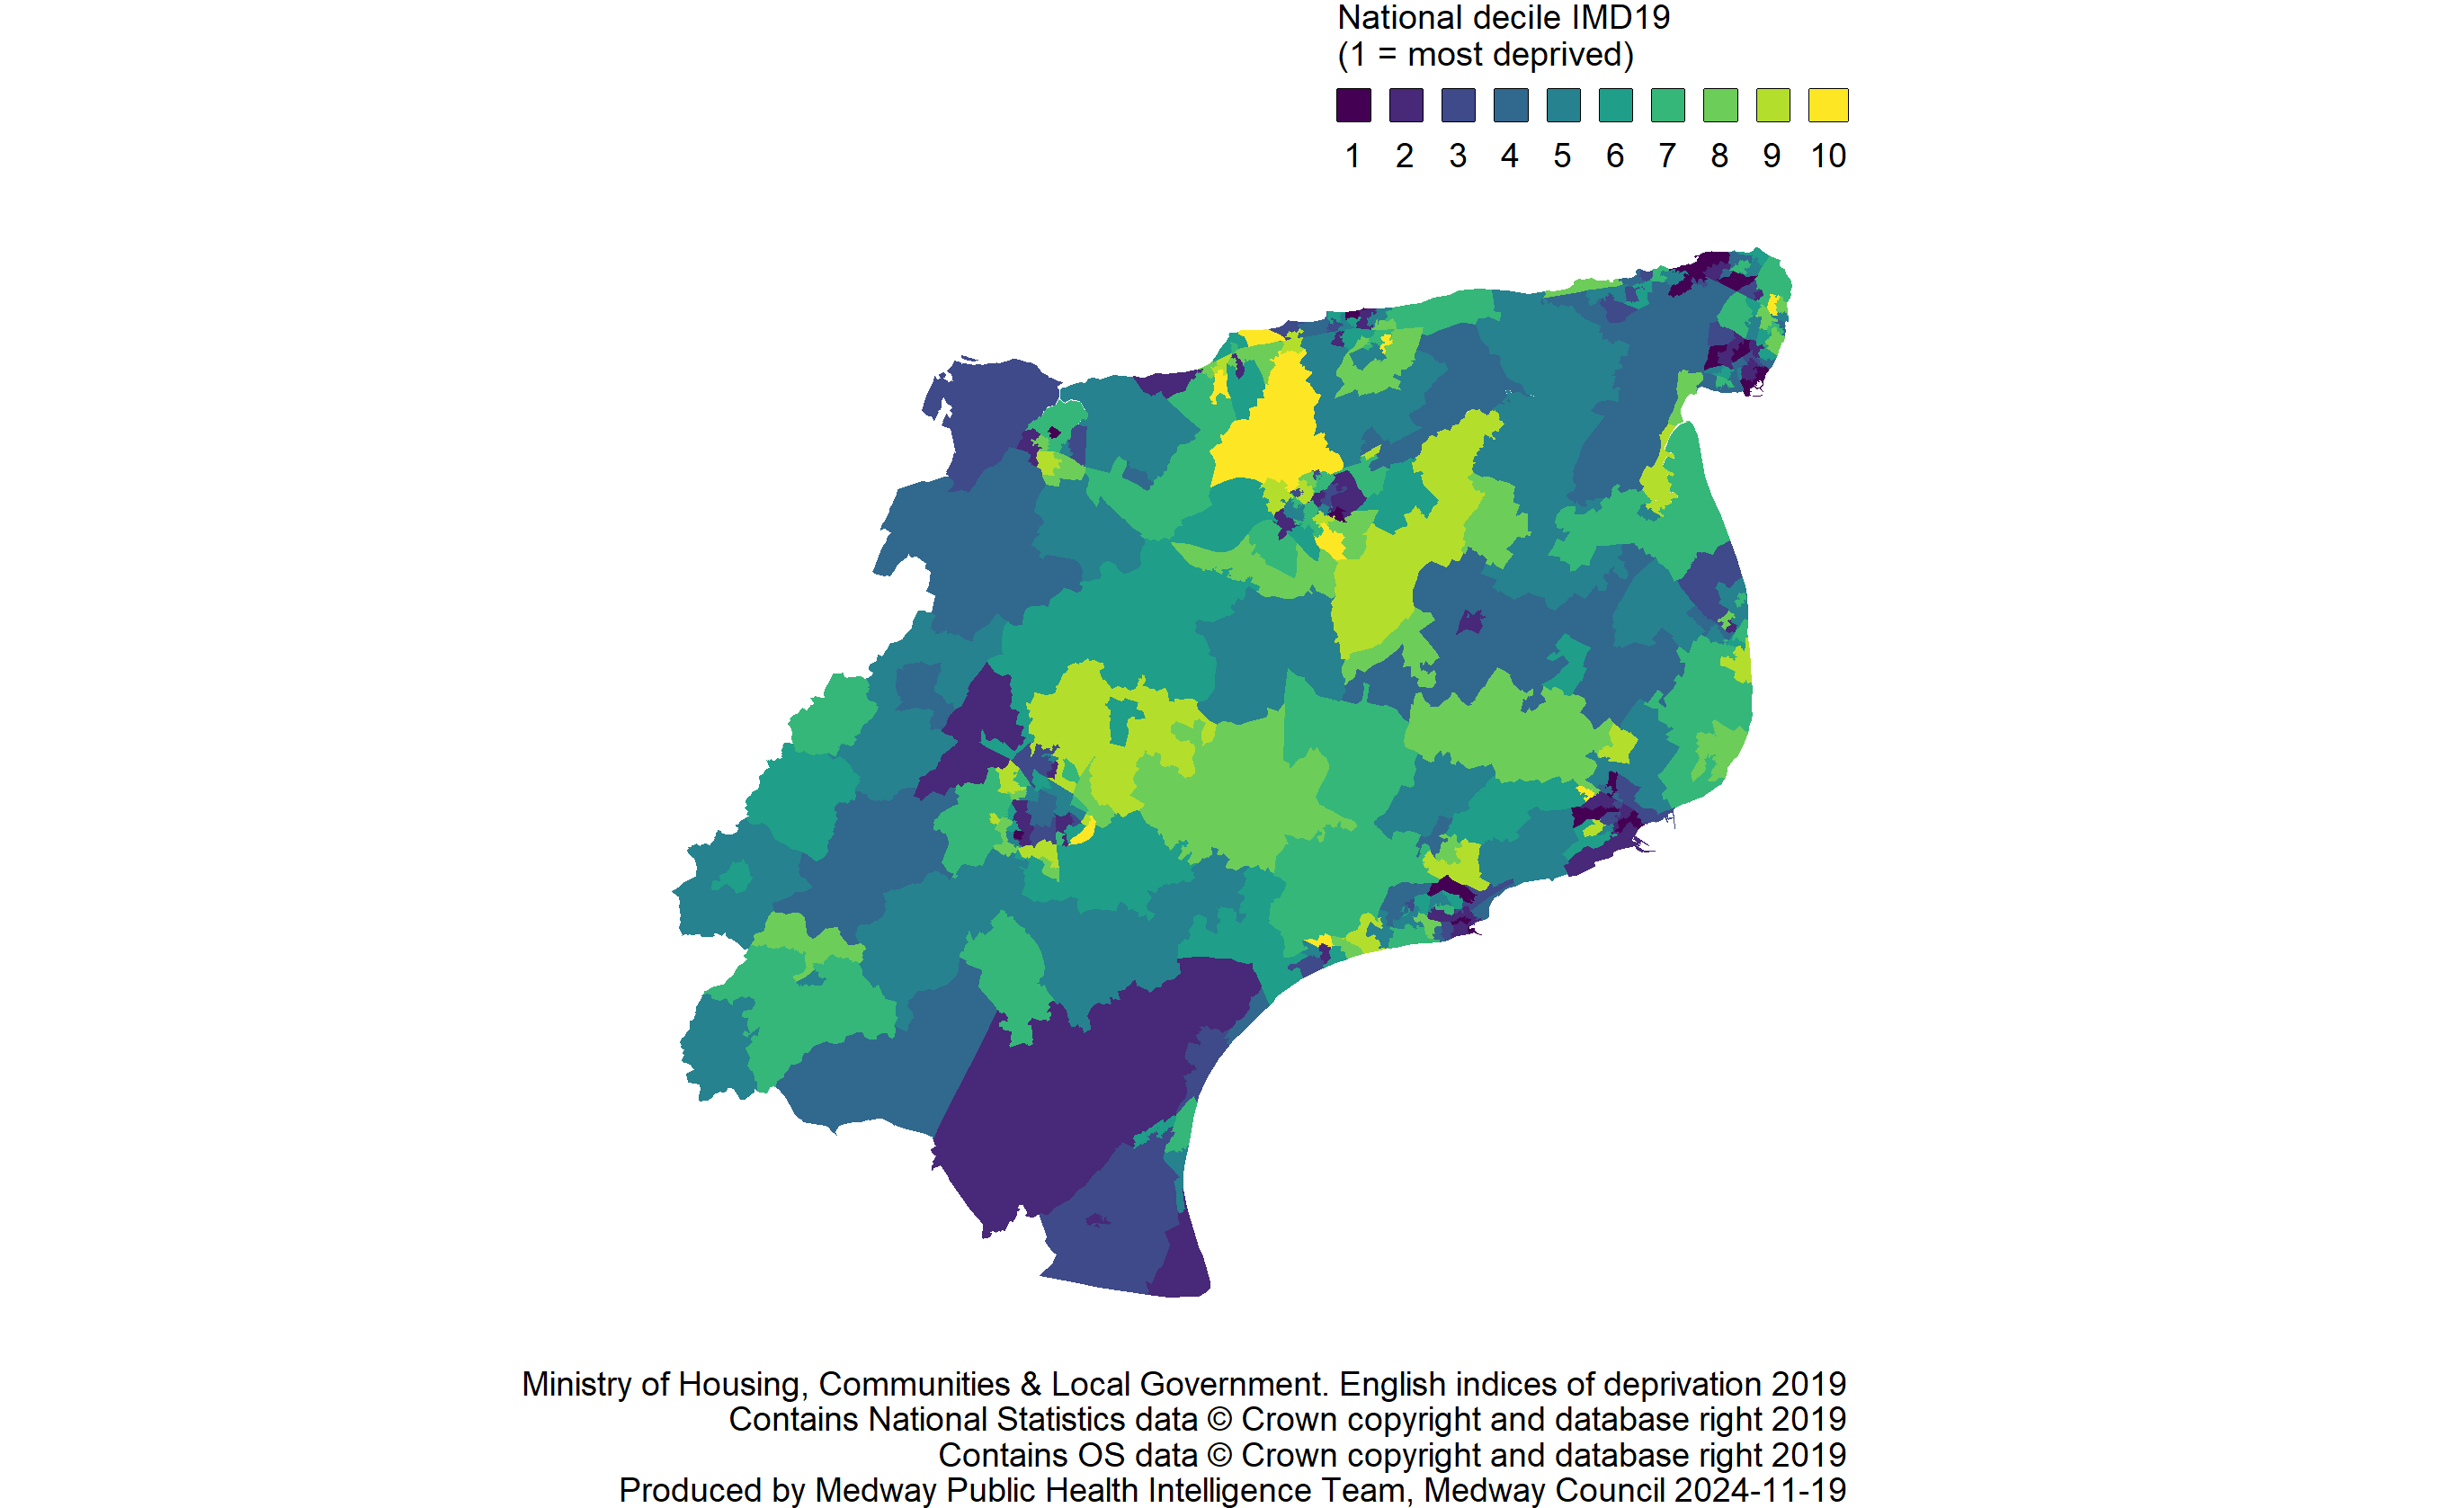 National decile IMD19
(1 = most deprived)
1 2 3 4 5 6 7 8 9 10
Ministry of Housing, Communities & Local Government. English indices of deprivation 2019
Contains National Statistics data © Crown copyright and database right 2019
Contains OS data © Crown copyright and database right 2019
Produced by Medway Public Health Intelligence Team, Medway Council 2024-11-19